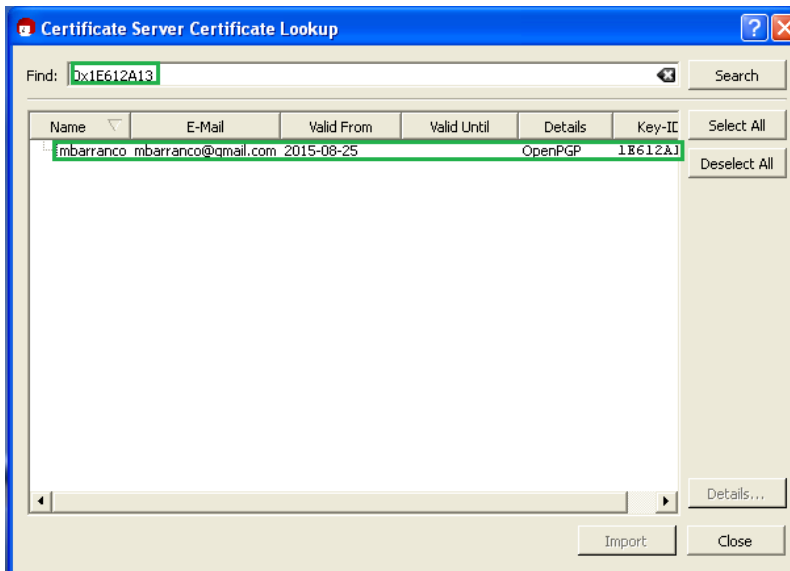 Certificate Server Certificate Lookup
Find: 0x1E612A13 Search
Name E-Mail Valid From Valid Until Details Key-ID Select All
mbarranco mbarranco@gmail.com 2015-08-25 OpenPGP 1E612A1
Deselect All
Details...
Import Close